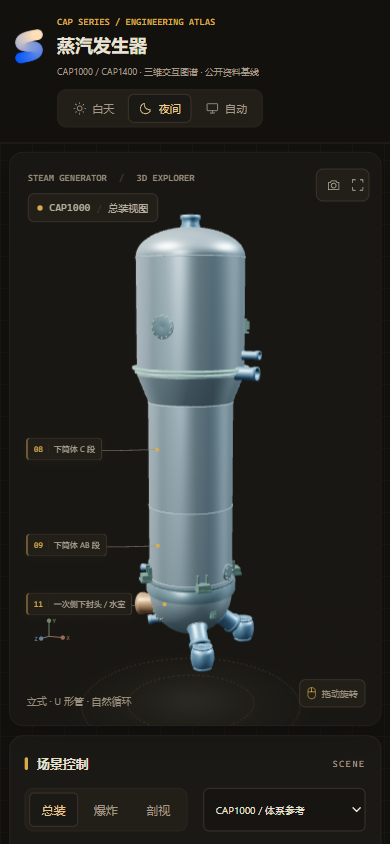 CAP SERIES / ENGINEERING ATLAS
蒸汽发生器
CAP1000 / CAP1400 · 三维交互图谱 · 公开资料基线
白天 夜间 自动
STEAM GENERATOR / 3D EXPLORER
CAP1000 / 总装视图
08 下筒体 C 段
09 下筒体 AB 段
11 一次侧下封头 / 水室
Y
Z X
立式 · U 形管 · 自然循环
拖动旋转
场景控制 SCENE
总装 爆炸 剖视 CAP1000 / 体系参考